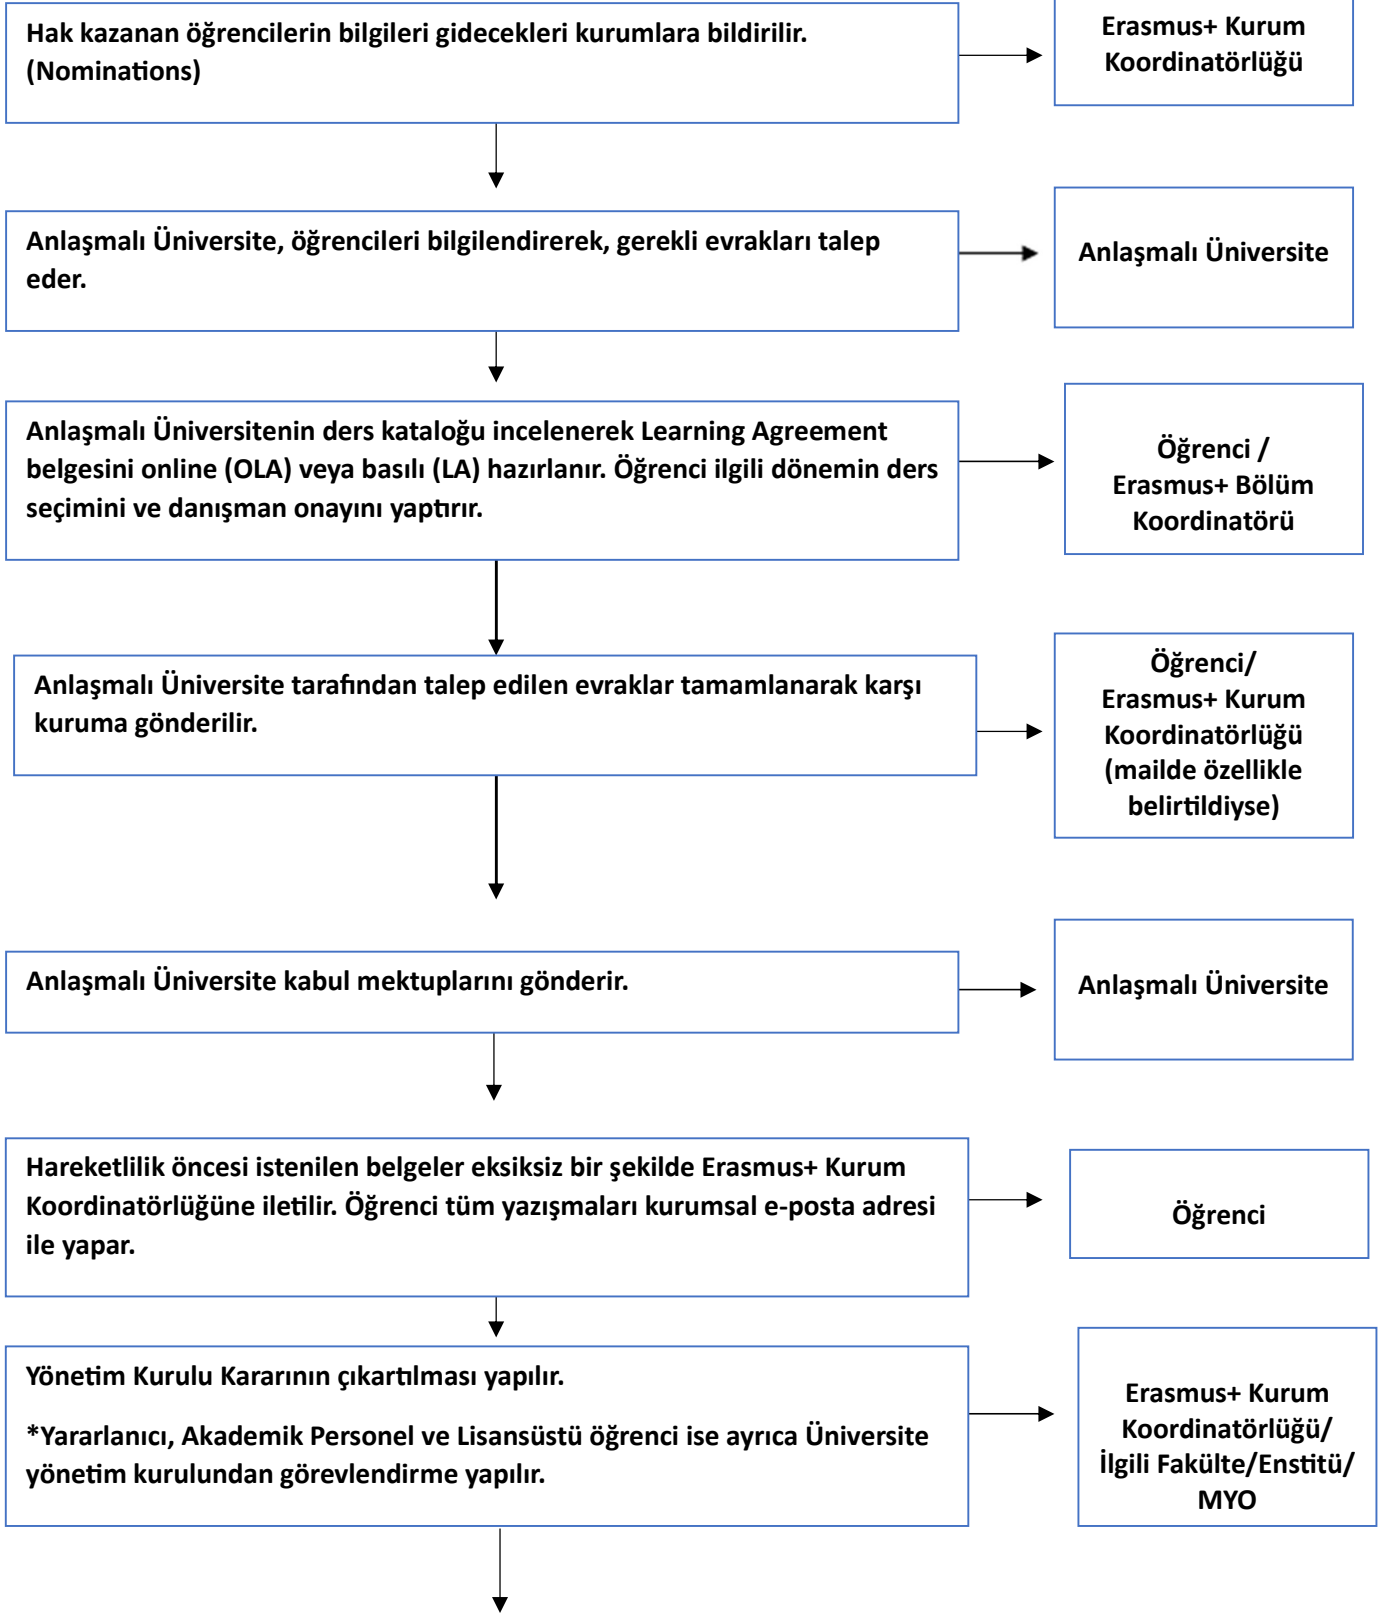 Hak kazanan öğrencilerin bilgileri gidecekleri kurumlara bildirilir.
(Nominations)
Erasmus+ Kurum
Koordinatörlüğü
Anlaşmalı Üniversite, öğrencileri bilgilendirerek, gerekli evrakları talep
eder.
Anlaşmalı Üniversite
Anlaşmalı Üniversitenin ders kataloğu incelenerek Learning Agreement
belgesini online (OLA) veya basılı (LA) hazırlanır. Öğrenci ilgili dönemin ders
seçimini ve danışman onayını yaptırır.
Öğrenci /
Erasmus+ Bölüm
Koordinatörü
Anlaşmalı Üniversite tarafından talep edilen evraklar tamamlanarak karşı
kuruma gönderilir.
Öğrenci/
Erasmus+ Kurum
Koordinatörlüğü
(mailde özellikle
belirtildiyse)
Anlaşmalı Üniversite kabul mektuplarını gönderir.
Anlaşmalı Üniversite
Hareketlilik öncesi istenilen belgeler eksiksiz bir şekilde Erasmus+ Kurum
Koordinatörlüğüne iletilir. Öğrenci tüm yazışmaları kurumsal e-posta adresi
ile yapar.
Öğrenci
Yönetim Kurulu Kararının çıkartılması yapılır.
*Yararlanıcı, Akademik Personel ve Lisansüstü öğrenci ise ayrıca Üniversite
yönetim kurulundan görevlendirme yapılır.
Erasmus+ Kurum
Koordinatörlüğü/
İlgili Fakülte/Enstitü/
MYO